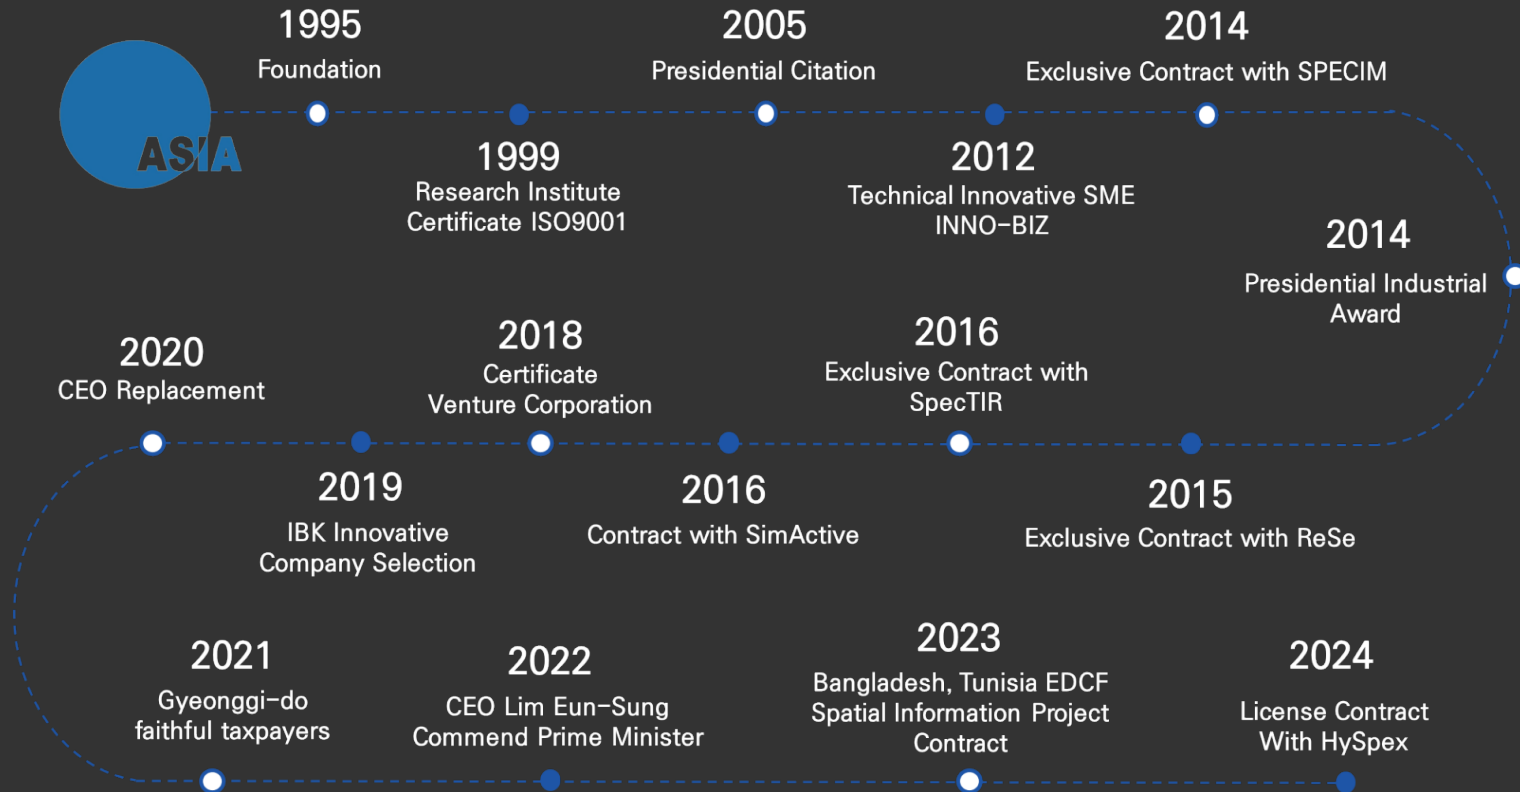 ASIA
1995
Foundation
1999
Research Institute
Certificate ISO9001
2005
Presidential Citation
2012
Technical Innovative SME
INNO-BIZ
2014
Exclusive Contract with SPECIM
2014
Presidential Industrial
Award
2015
Exclusive Contract with ReSe
2016
Exclusive Contract with
SpecTIR
2016
Contract with SimActive
2018
Certificate
Venture Corporation
2019
IBK Innovative
Company Selection
2020
CEO Replacement
2021
Gyeonggi-do
faithful taxpayers
2022
CEO Lim Eun-Sung
Commend Prime Minister
2023
Bangladesh, Tunisia EDCF
Spatial Information Project
Contract
2024
License Contract
With HySpex